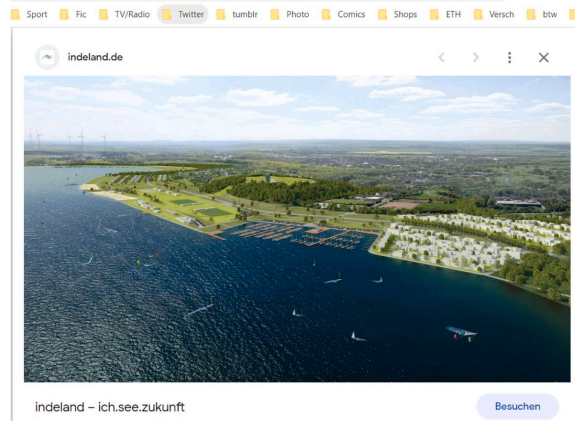 Sport Fic TV/Radio Twitter tumblr Photo Comics Shops ETH Versch btw
indeland.de
indeland – ich.see.zukunft Besuchen